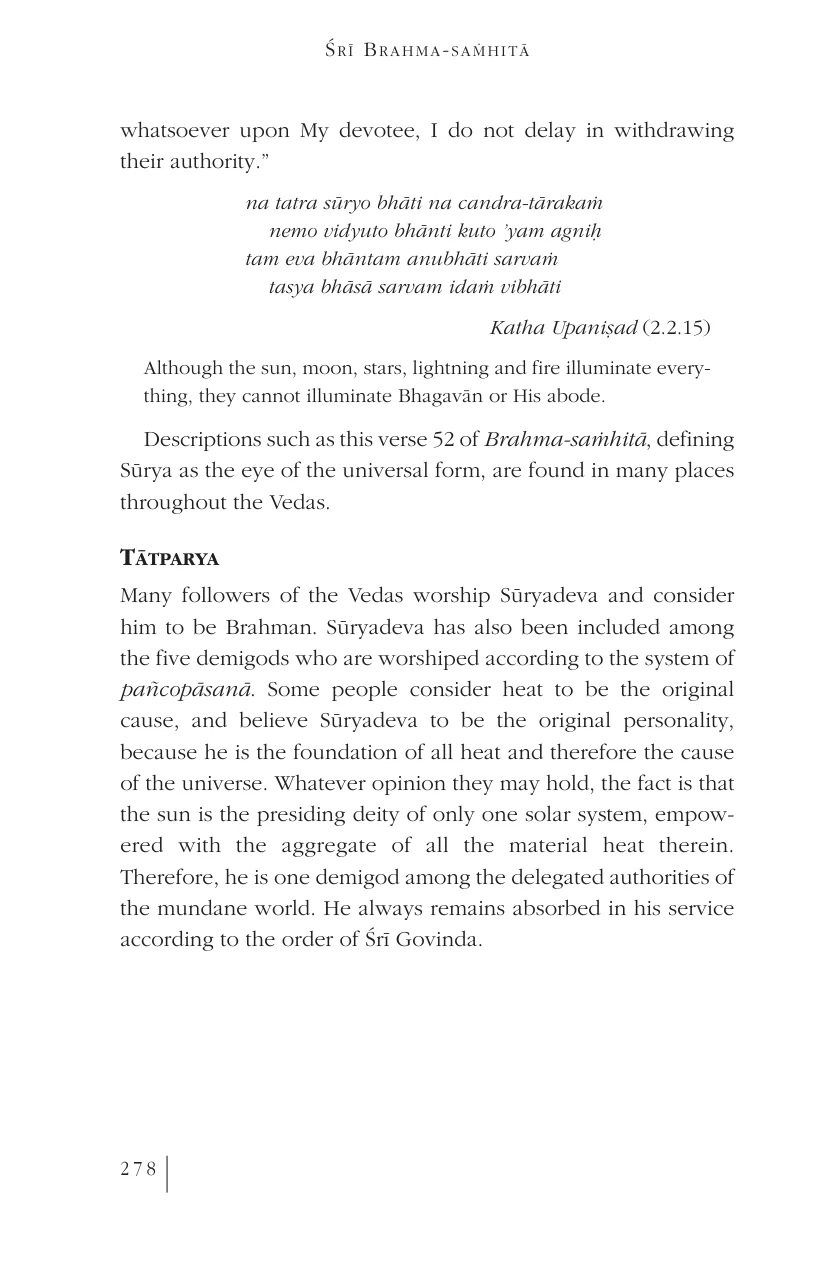 Śrī Brahma-saṁhitā
whatsoever upon My devotee, I do not delay in withdrawing
their authority.”
na tatra sūryo bhāti na candra-tārakaṁ
nemo vidyuto bhānti kuto ’yam agniḥ
tam eva bhāntam anubhāti sarvaṁ
tasya bhāsā sarvam idaṁ vibhāti
Katha Upaniṣad (2.2.15)
Although the sun, moon, stars, lightning and fire illuminate every-
thing, they cannot illuminate Bhagavān or His abode.
Descriptions such as this verse 52 of Brahma-saṁhitā, defining
Sūrya as the eye of the universal form, are found in many places
throughout the Vedas.
Tātparya
Many followers of the Vedas worship Sūryadeva and consider
him to be Brahman. Sūryadeva has also been included among
the five demigods who are worshiped according to the system of
pañcopāsanā. Some people consider heat to be the original
cause, and believe Sūryadeva to be the original personality,
because he is the foundation of all heat and therefore the cause
of the universe. Whatever opinion they may hold, the fact is that
the sun is the presiding deity of only one solar system, empow-
ered with the aggregate of all the material heat therein.
Therefore, he is one demigod among the delegated authorities of
the mundane world. He always remains absorbed in his service
according to the order of Śrī Govinda.
278